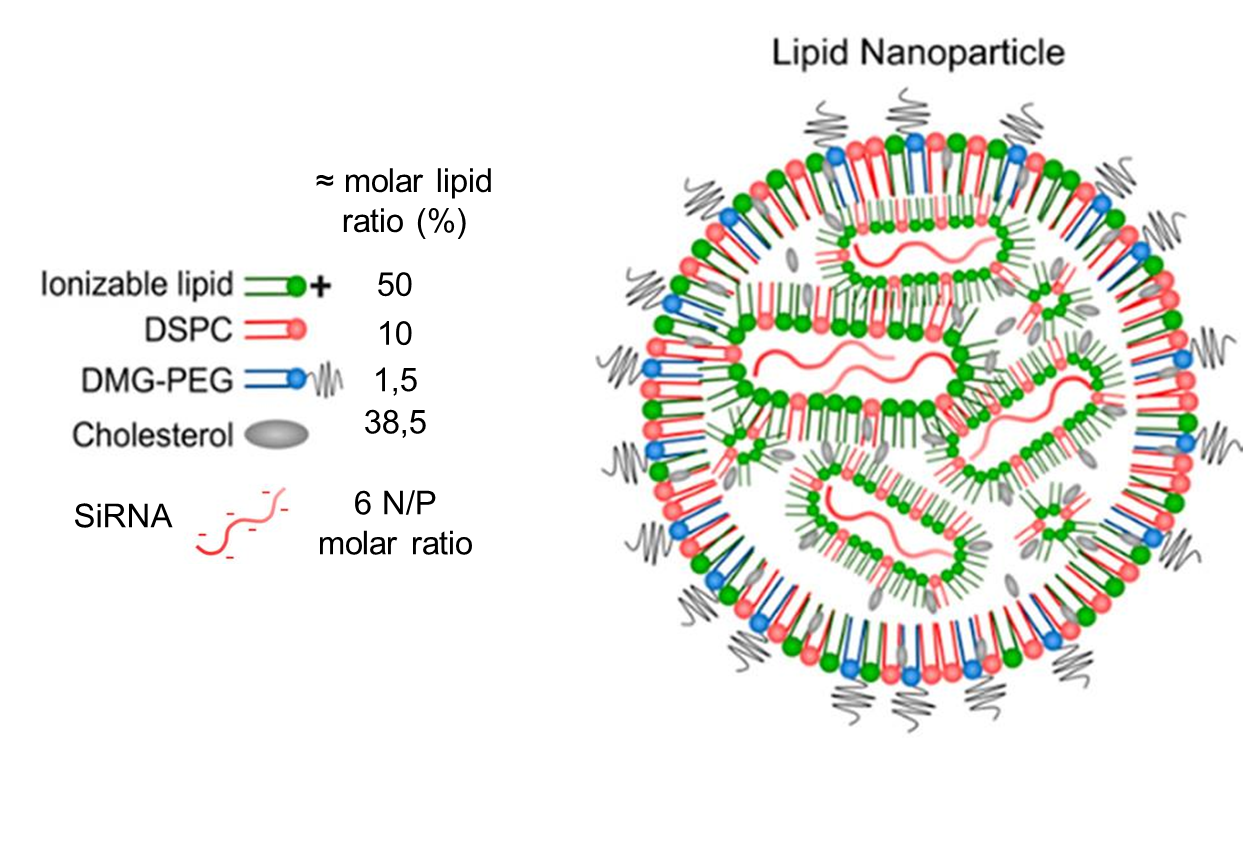 Lipid Nanoparticle
≈ molar lipid
ratio (%)
Ionizable lipid + 50
DSPC 10
DMG-PEG 1,5
Cholesterol 38,5
SiRNA
6 N/P
molar ratio